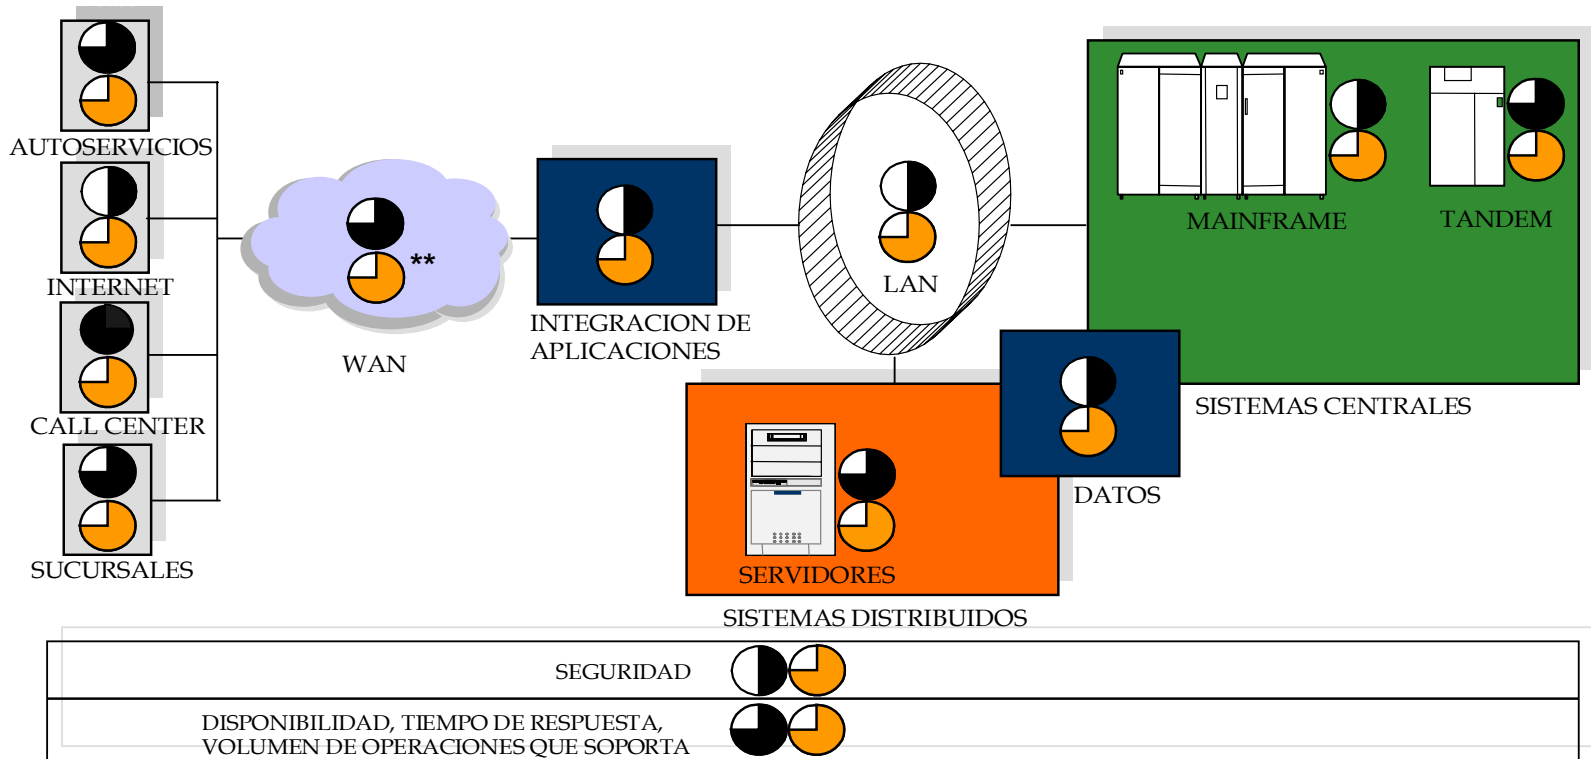 AUTOSERVICIOS
INTERNET
CALL CENTER
SUCURSALES
**
WAN
INTEGRACION DE
APLICACIONES
LAN
MAINFRAME
TANDEM
SISTEMAS CENTRALES
DATOS
SERVIDORES
SISTEMAS DISTRIBUIDOS
SEGURIDAD
DISPONIBILIDAD, TIEMPO DE RESPUESTA,
VOLUMEN DE OPERACIONES QUE SOPORTA